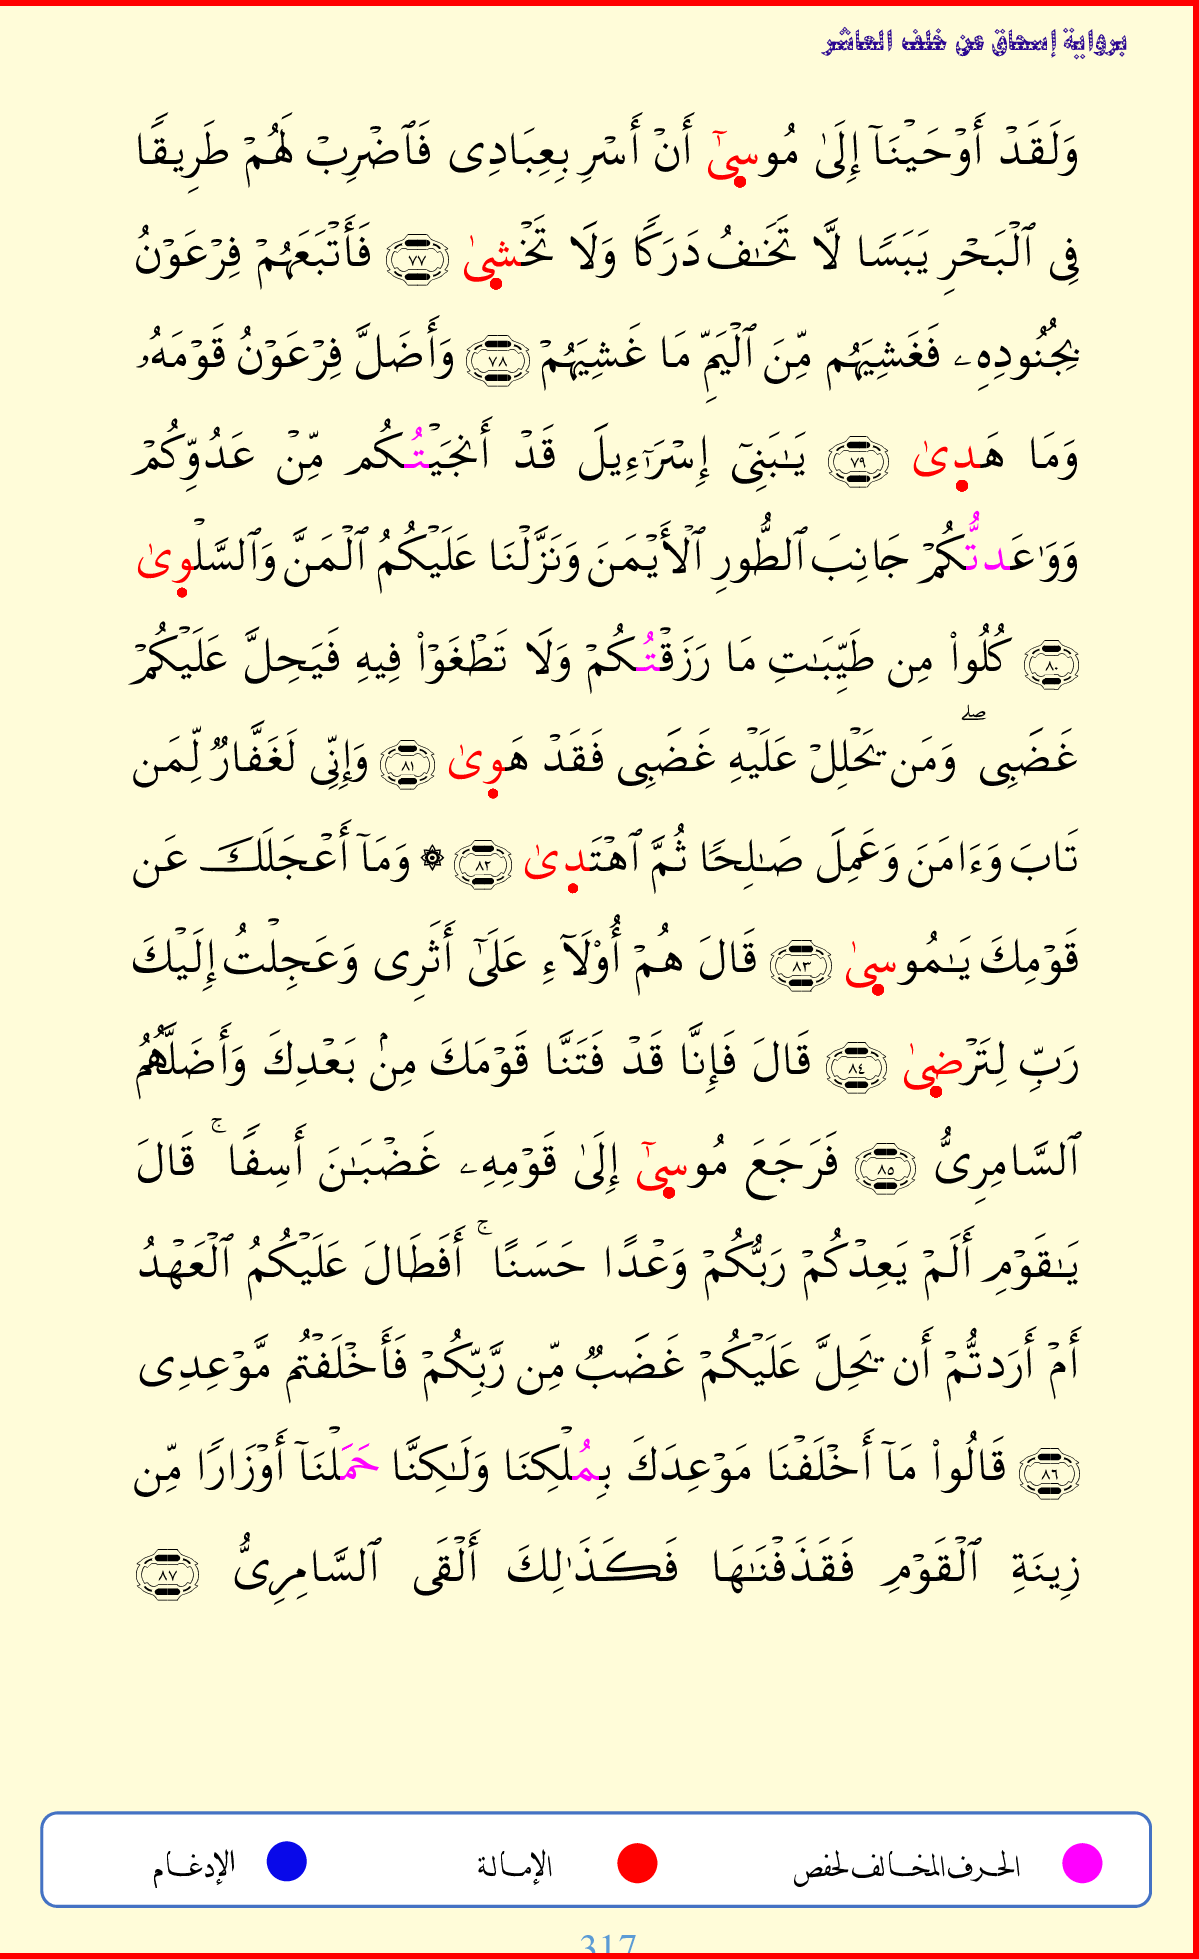 برواية إسحاق عن خلف العاشر
وَلَقَدۡ أَوۡحَيۡنَآ إِلَىٰ مُوسِىٰٓ أَنۡ أَسۡرِ بِعِبَادِى فَٱضۡرِبۡ لَهُمۡ طَرِيقًا
فِى ٱلۡبَحۡرِ يَبَسًا لَّا تَخَـٰفُ دَرَكًا وَلَا تَخۡشِىٰ ٧٧ فَأَتۡبَعَهُمۡ فِرۡعَوۡنُ
بِجُنُودِهِۦ فَغَشِيَهُم مِّنَ ٱلۡيَمِّ مَا غَشِيَهُمۡ ٧٨ وَأَضَلَّ فِرۡعَوۡنُ قَوۡمَهُۥ
وَمَا هَدِىٰ ٧٩ يَـٰبَنِىٓ إِسۡرَٰٓءِيلَ قَدۡ أَنجَيۡتُكُم مِّنۡ عَدُوِّكُمۡ
وَوَٰعَدتُّكُمۡ جَانِبَ ٱلطُّورِ ٱلۡأَيۡمَنَ وَنَزَّلۡنَا عَلَيۡكُمُ ٱلۡمَنَّ وَٱلسَّلۡوِىٰ
٨٠ كُلُوا۟ مِن طَيِّبَـٰتِ مَا رَزَقۡتُكُمۡ وَلَا تَطۡغَوۡا۟ فِيهِ فَيَحِلَّ عَلَيۡكُمۡ
غَضَبِى ۖ وَمَن يَحۡلِلۡ عَلَيۡهِ غَضَبِى فَقَدۡ هَوِىٰ ٨١ وَإِنِّى لَغَفَّارٌ لِّمَن
تَابَ وَءَامَنَ وَعَمِلَ صَـٰلِحًا ثُمَّ ٱهۡتَدِىٰ ٨٢ ۞ وَمَآ أَعۡجَلَكَ عَن
قَوۡمِكَ يَـٰمُوسِىٰ ٨٣ قَالَ هُمۡ أُو۟لَآءِ عَلَىٰٓ أَثَرِى وَعَجِلۡتُ إِلَيۡكَ
رَبِّ لِتَرۡضِىٰ ٨٤ قَالَ فَإِنَّا قَدۡ فَتَنَّا قَوۡمَكَ مِنۢ بَعۡدِكَ وَأَضَلَّهُمُ
ٱلسَّامِرِىُّ ٨٥ فَرَجَعَ مُوسِىٰٓ إِلَىٰ قَوۡمِهِۦ غَضۡبَـٰنَ أَسِفًا ۚ قَالَ
يَـٰقَوۡمِ أَلَمۡ يَعِدۡكُمۡ رَبُّكُمۡ وَعۡدًا حَسَنًا ۚ أَفَطَالَ عَلَيۡكُمُ ٱلۡعَهۡدُ
أَمۡ أَرَدتُّمۡ أَن يَحِلَّ عَلَيۡكُمۡ غَضَبٌ مِّن رَّبِّكُمۡ فَأَخۡلَفۡتُم مَّوۡعِدِى
٨٦ قَالُوا۟ مَآ أَخۡلَفۡنَا مَوۡعِدَكَ بِمُلۡكِنَا وَلَـٰكِنَّا حَمَلۡنَآ أَوۡزَارًا مِّن
زِينَةِ ٱلۡقَوۡمِ فَقَذَفۡنَـٰهَا فَكَذَٰلِكَ أَلۡقَى ٱلسَّامِرِىُّ ٨٧
الحرف المخالف لحفص الإمالة الإدغام
317